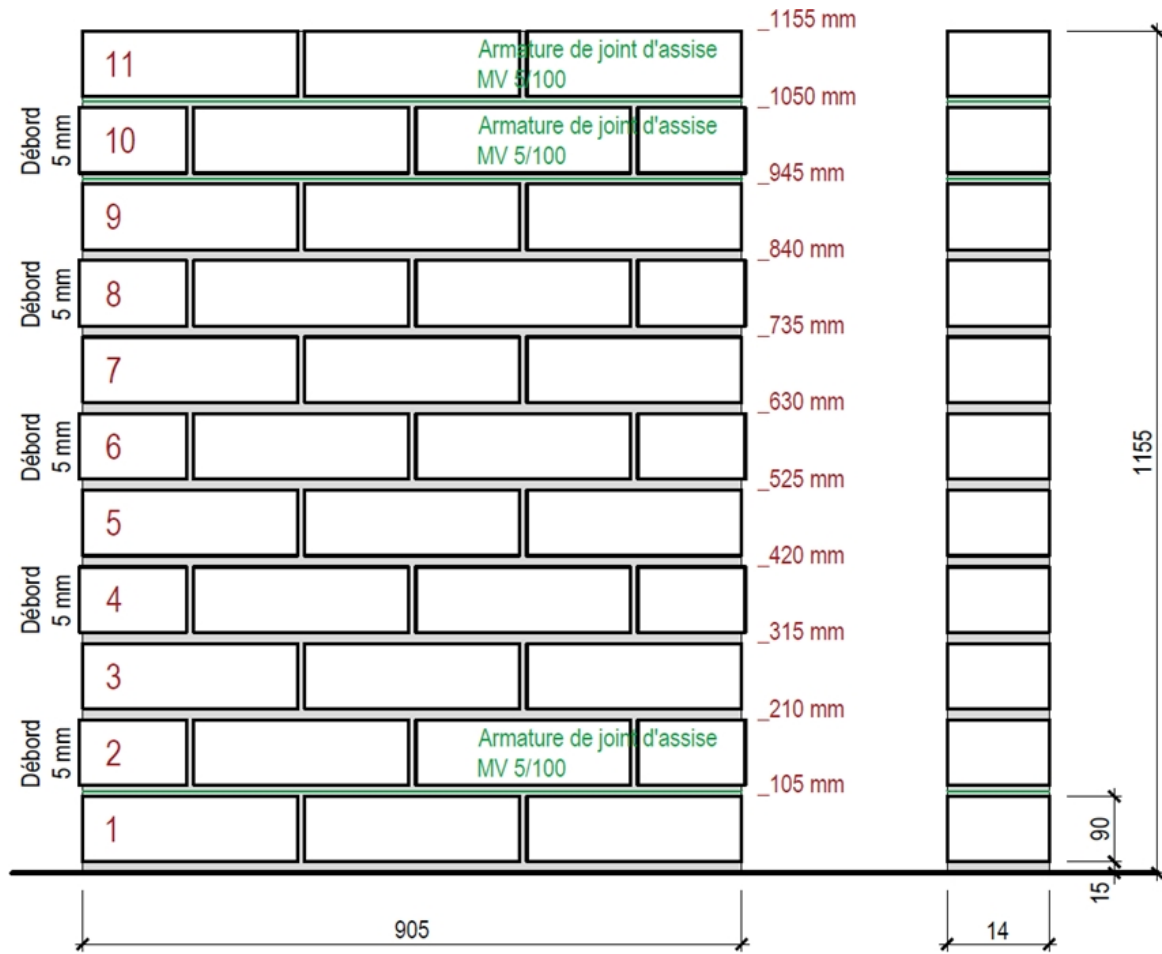 _1155 mm
11
Armature de joint d'assise
MV 5/100
_1050 mm
Débord
5 mm
10
Armature de joint d'assise
MV 5/100
_945 mm
9
_840 mm
Débord
5 mm
8
_735 mm
7
_630 mm
Débord
5 mm
6
_525 mm
5
_420 mm
Débord
5 mm
4
_315 mm
3
_210 mm
Débord
5 mm
2
Armature de joint d'assise
MV 5/100
_105 mm
1
905
14
90
15
1155